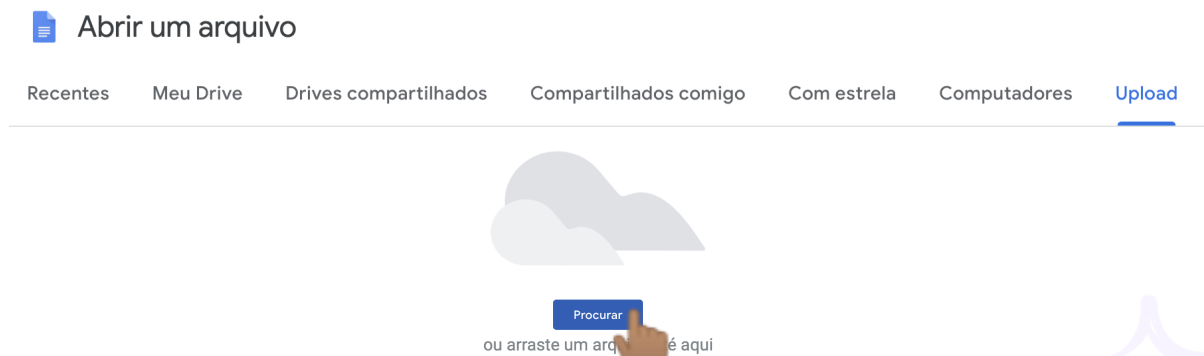 Abrir um arquivo
Recentes Meu Drive Drives compartilhados Compartilhados comigo Com estrela Computadores Upload
Procurar
ou arraste um aqui